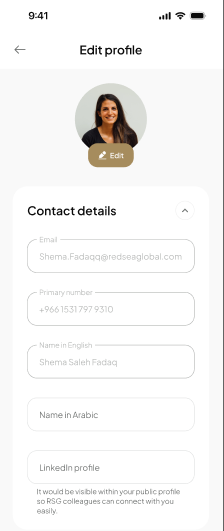 9:41
Edit profile
Edit
Contact details
Email
Shema.Fadaqq@redseaglobal.com
Primary number
+966 1531 797 9310
Name in English
Shema Saleh Fadaq
Name in Arabic
LinkedIn profile
It would be visible within your public profile
so RSG colleagues can connect with you
easily.